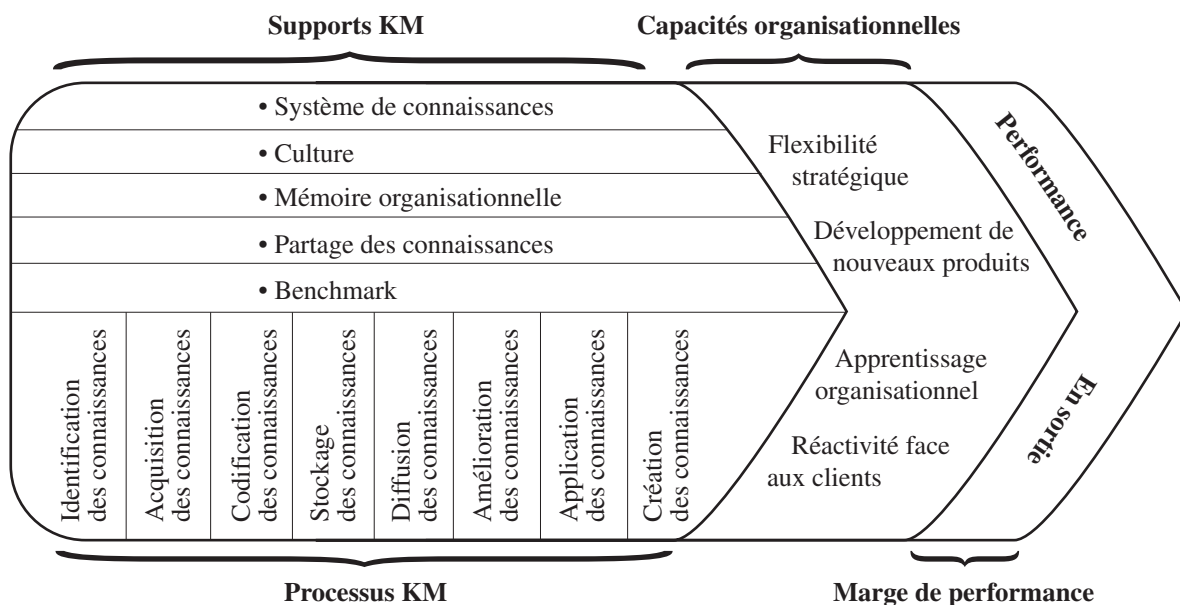 Supports KM
Capacités organisationnelles
• Système de connaissances
• Culture
• Mémoire organisationnelle
• Partage des connaissances
• Benchmark
Identification
des connaissances
Acquisition
des connaissances
Codification
des connaissances
Stockage
des connaissances
Diffusion
des connaissances
Amélioration
des connaissances
Application
des connaissances
Création
des connaissances
Flexibilité
stratégique
Développement de
nouveaux produits
Apprentissage
organisationnel
Réactivité face
aux clients
Performance
En sortie
Processus KM
Marge de performance